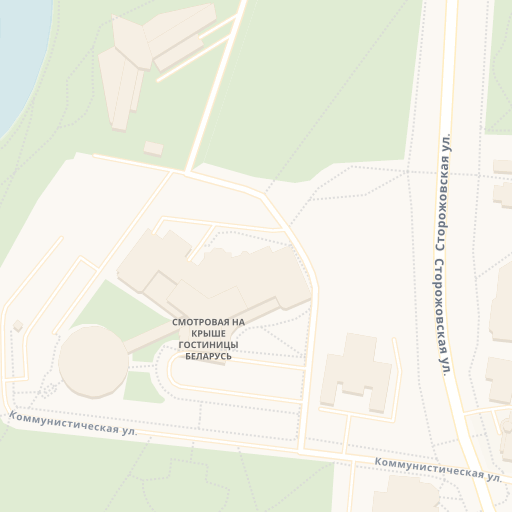 Сторожовская ул.
Сторожовская ул.
СМОТРОВАЯ НА
КРЫШЕ
ГОСТИНИЦЫ
БЕЛАРУСЬ
Коммунистическая ул.
Коммунистическая ул.